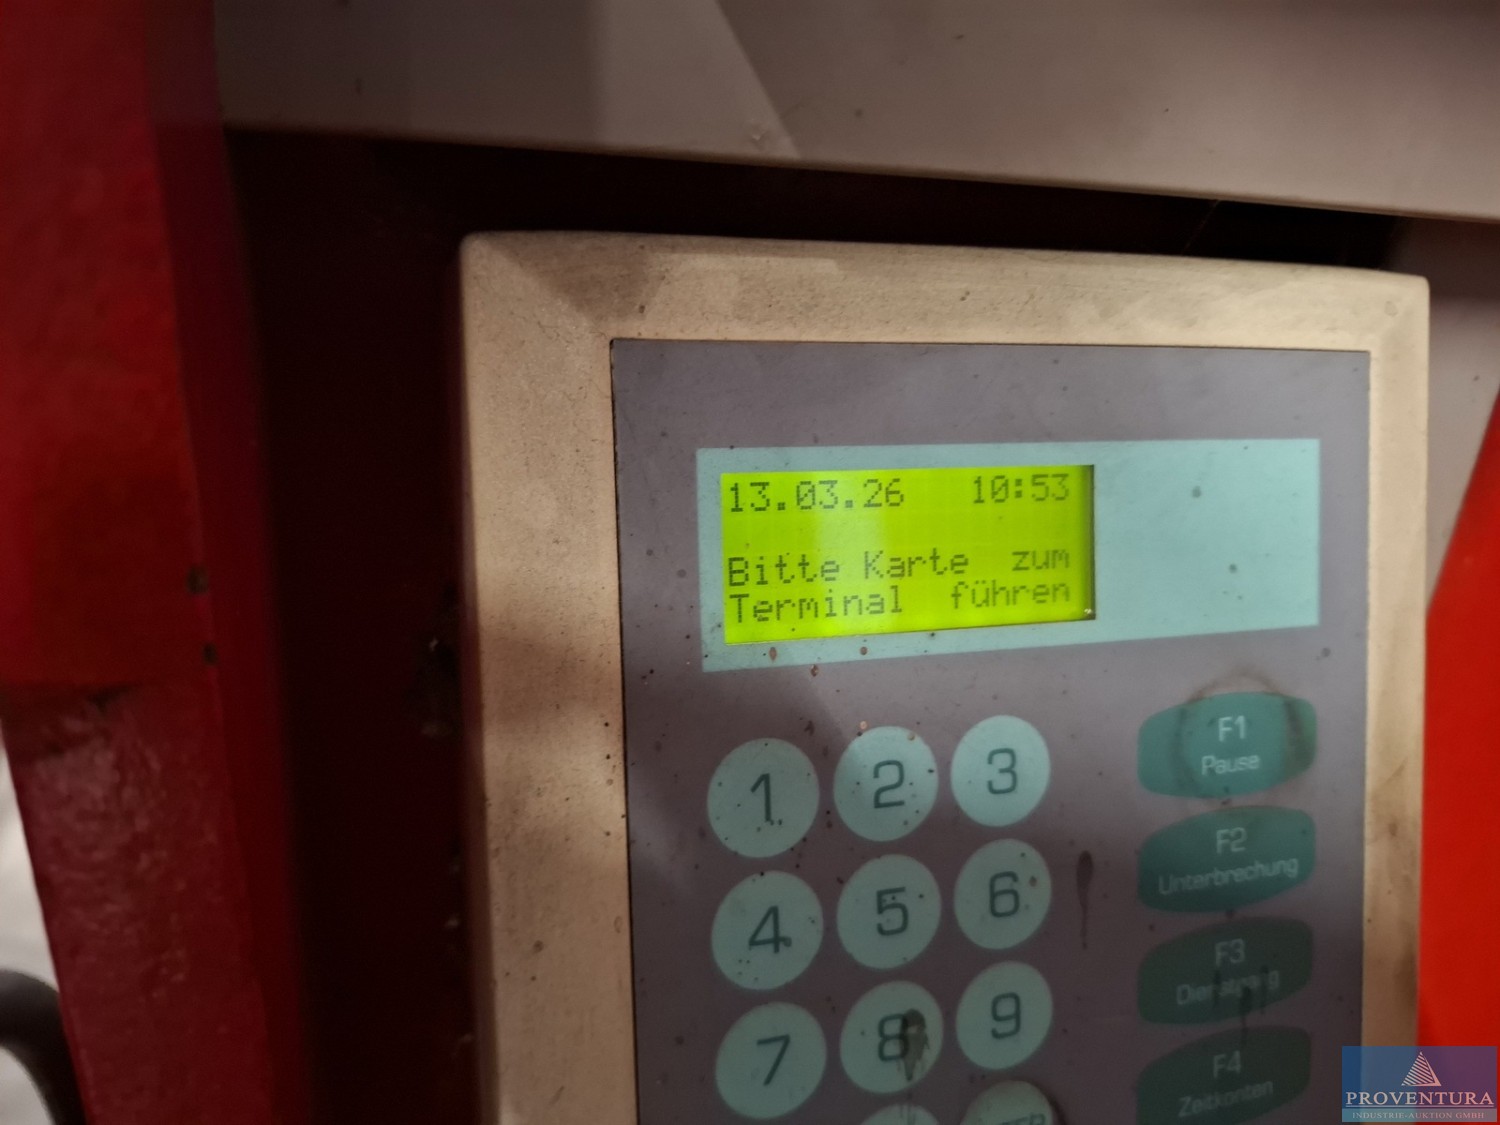 13.03.26 10:53
Bitte Karte zum
Terminal führen
1 2 3
F1
Pause
4 5 6
F2
Unterbrechung
7 8 9
F3
Dienstgang
F4
Zeitkonten
PROVENTURA
INDUSTRIE-AUKTION GMBH